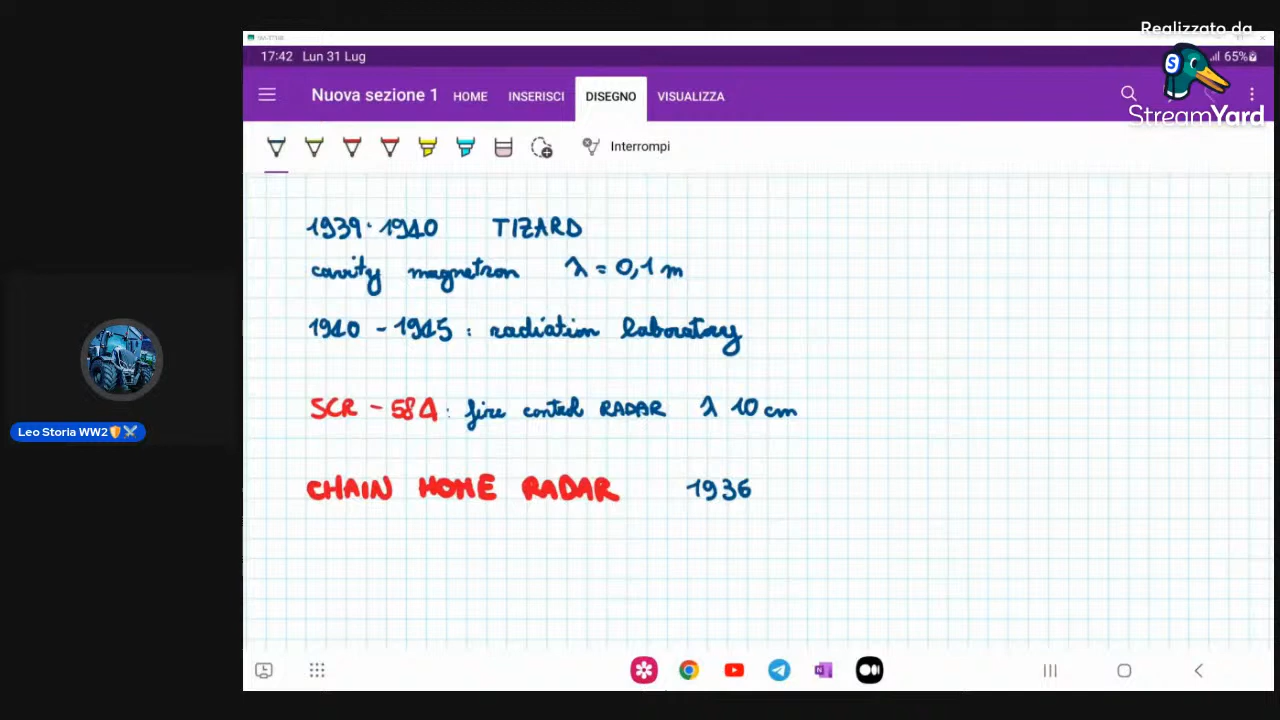 Realizzato da
StreamYard
17:42 Lun 31 Lug
65%
Nuova sezione 1 HOME INSERISCI DISEGNO VISUALIZZA
Interrompi
1939-1940 TIZARD
cavity magnetron λ = 0,1 m
1940 - 1945: radiation laboratory
SCR - 584: fire control RADAR λ 10 cm
CHAIN HOME RADAR 1936
Leo Storia WW2🛡️⚔️